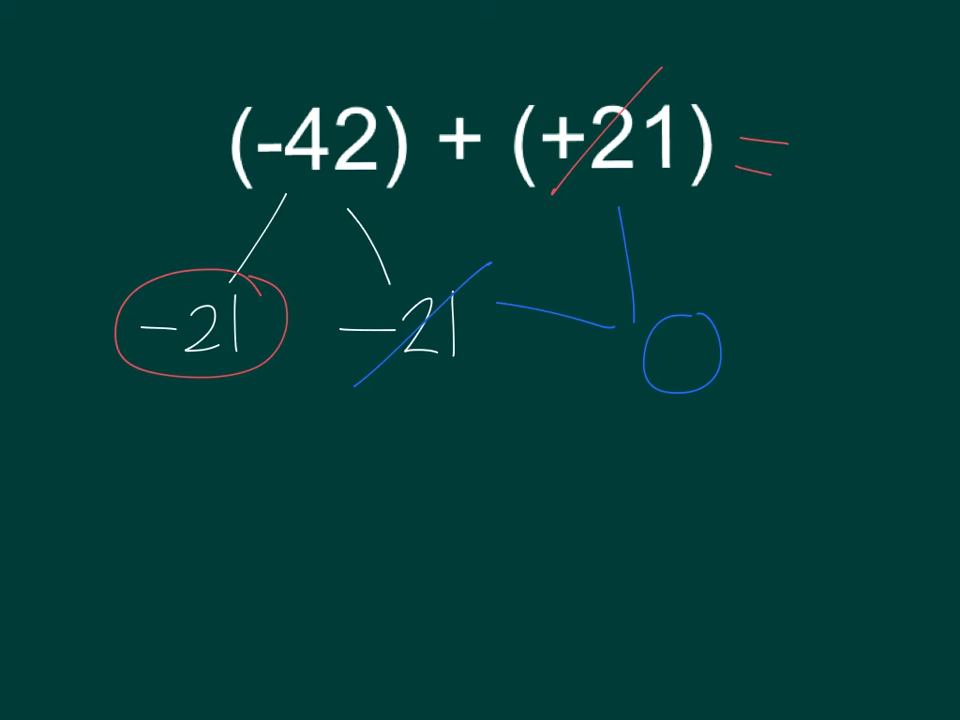 (-42) + (+21) =
-21 -21
0